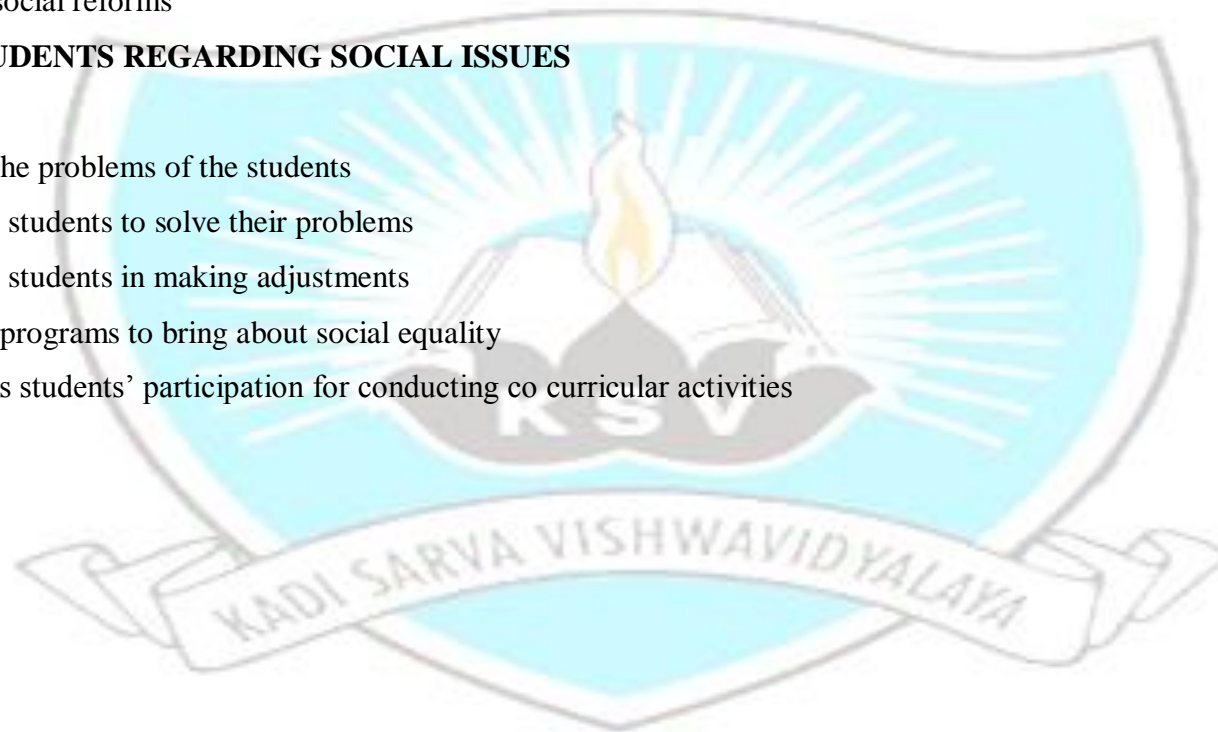 social reforms
UDENTS REGARDING SOCIAL ISSUES
he problems of the students
students to solve their problems
students in making adjustments
programs to bring about social equality
s students’ participation for conducting co curricular activities
KSV
KADI SARVA VISHWAVIDYALAYA